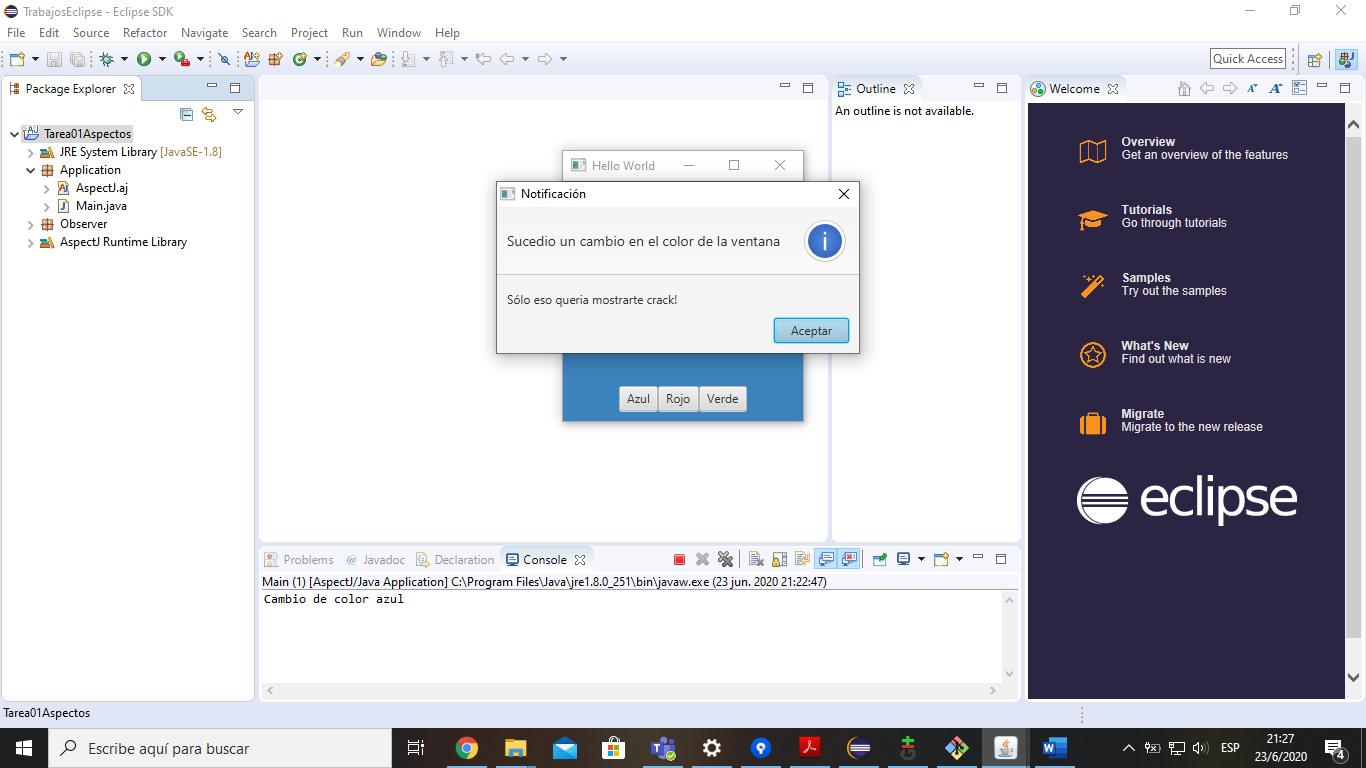 TrabajosEclipse - Eclipse SDK
File Edit Source Refactor Navigate Search Project Run Window Help
Quick Access
Package Explorer
Tarea01Aspectos
JRE System Library [JavaSE-1.8]
Application
AspectJ.aj
Main.java
Observer
AspectJ Runtime Library
Hello World
Notificación
Sucedio un cambio en el color de la ventana
Sólo eso queria mostrarte crack!
Aceptar
Azul Rojo Verde
Outline
An outline is not available.
Welcome
Overview
Get an overview of the features
Tutorials
Go through tutorials
Samples
Try out the samples
What's New
Find out what is new
Migrate
Migrate to the new release
eclipse
Problems @ Javadoc Declaration Console
Main (1) [AspectJ/Java Application] C:\Program Files\Java\jre1.8.0_251\bin\javaw.exe (23 jun. 2020 21:22:47)
Cambio de color azul
Tarea01Aspectos
Escribe aquí para buscar
ESP
21:27
23/6/2020
4